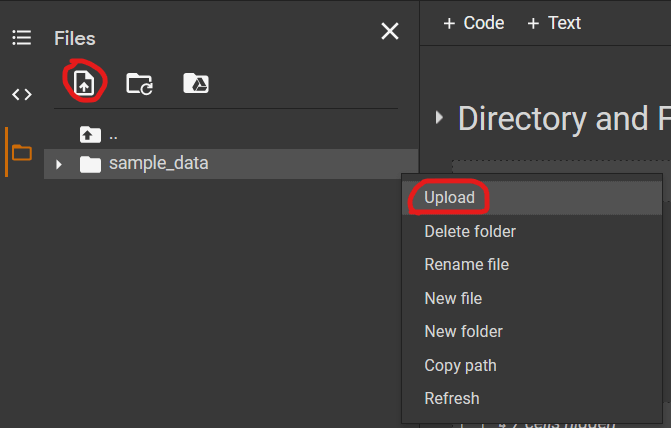 Files
+ Code + Text
Directory and F
..
sample_data
Upload
Delete folder
Rename file
New file
New folder
Copy path
Refresh